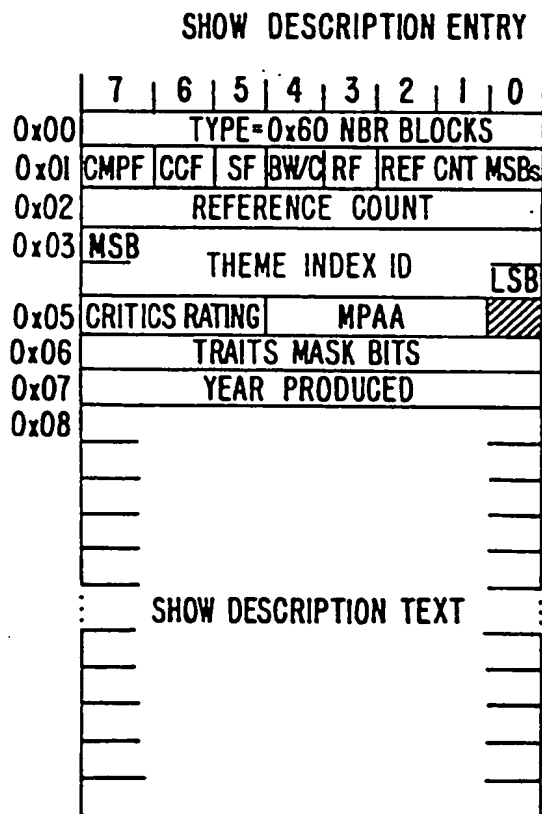 SHOW DESCRIPTION ENTRY
7 6 5 4 3 2 1 0
0x00 TYPE=0x60 NBR BLOCKS
0x01 CMPF CCF SF BW/C RF REF CNT MSBs
0x02 REFERENCE COUNT
0x03 MSB
THEME INDEX ID
LSB
0x05 CRITICS RATING MPAA
0x06 TRAITS MASK BITS
0x07 YEAR PRODUCED
0x08
SHOW DESCRIPTION TEXT